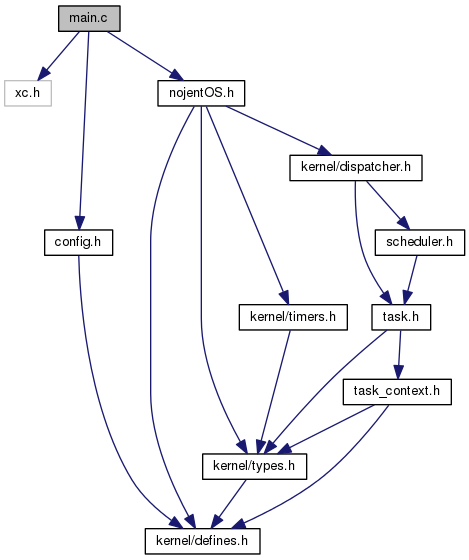 main.c
xc.h
nojentOS.h
kernel/dispatcher.h
config.h
scheduler.h
kernel/timers.h
task.h
task_context.h
kernel/types.h
kernel/defines.h